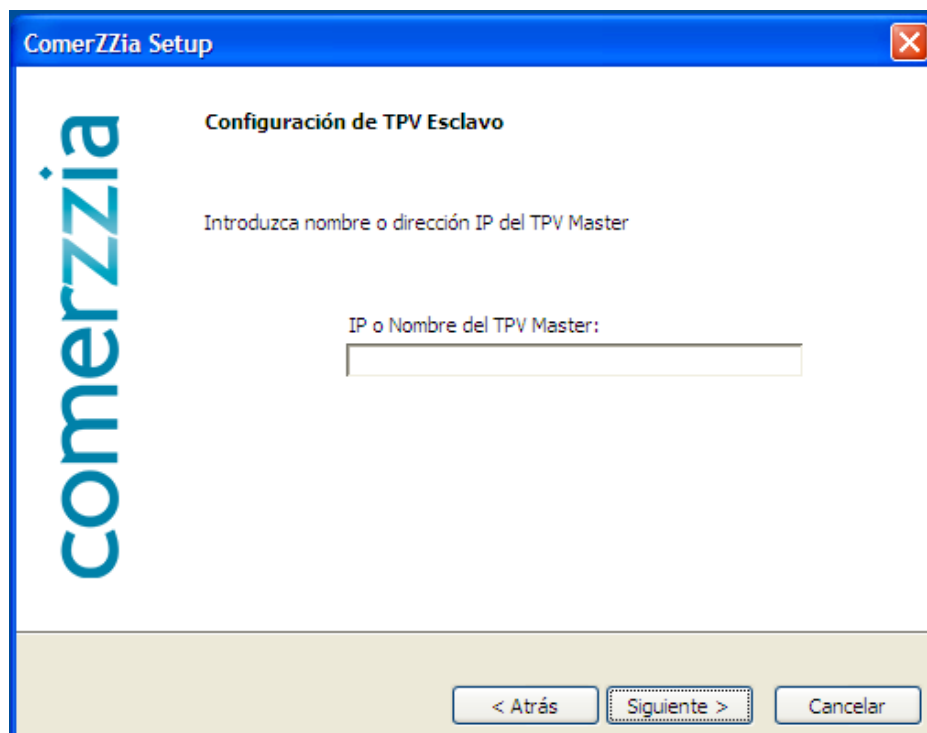 ComerZZia Setup
comerzzia
Configuración de TPV Esclavo
Introduzca nombre o dirección IP del TPV Master
IP o Nombre del TPV Master:
< Atrás
Siguiente >
Cancelar